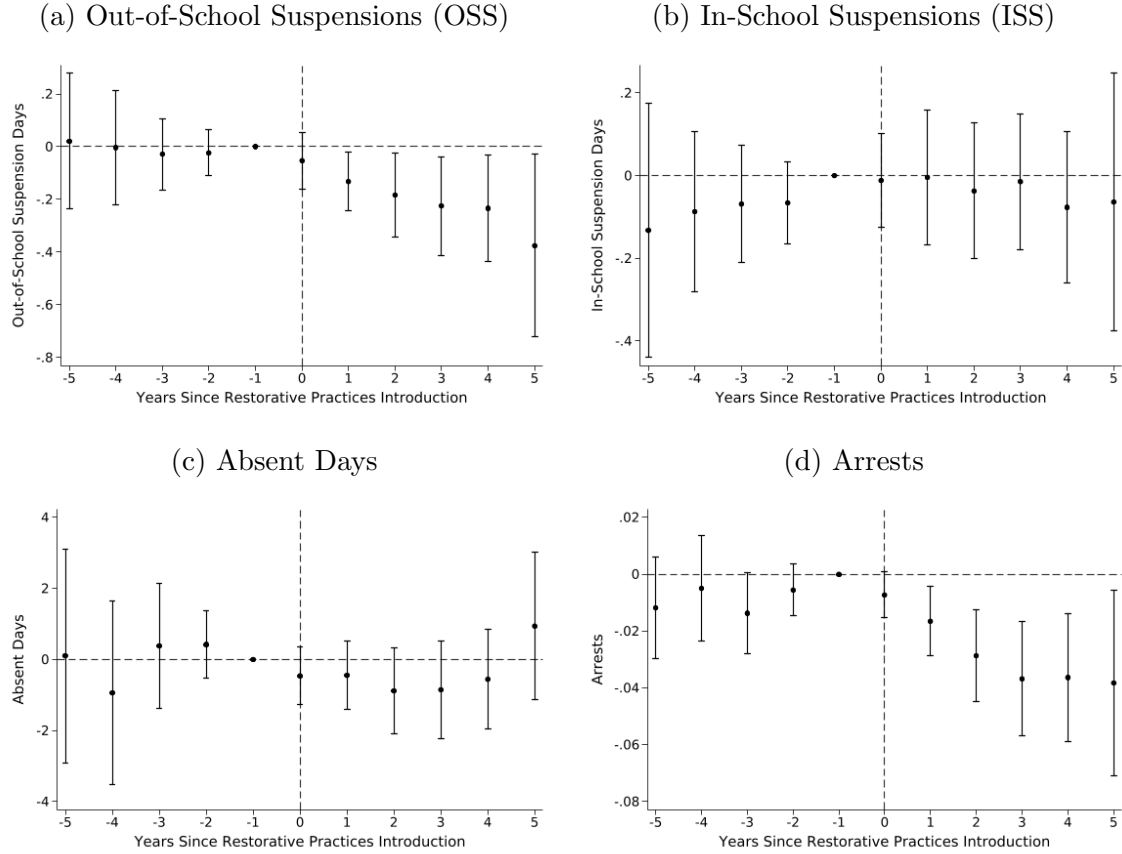 (a) Out-of-School Suspensions (OSS)
Out-of-School Suspension Days
.2
0
-.2
-.4
-.6
-.8
-5 -4 -3 -2 -1 0 1 2 3 4 5
Years Since Restorative Practices Introduction
(b) In-School Suspensions (ISS)
In-School Suspension Days
.2
0
-.2
-.4
-5 -4 -3 -2 -1 0 1 2 3 4 5
Years Since Restorative Practices Introduction
(c) Absent Days
Absent Days
4
2
0
-2
-4
-5 -4 -3 -2 -1 0 1 2 3 4 5
Years Since Restorative Practices Introduction
(d) Arrests
Arrests
.02
0
-.02
-.04
-.06
-.08
-5 -4 -3 -2 -1 0 1 2 3 4 5
Years Since Restorative Practices Introduction